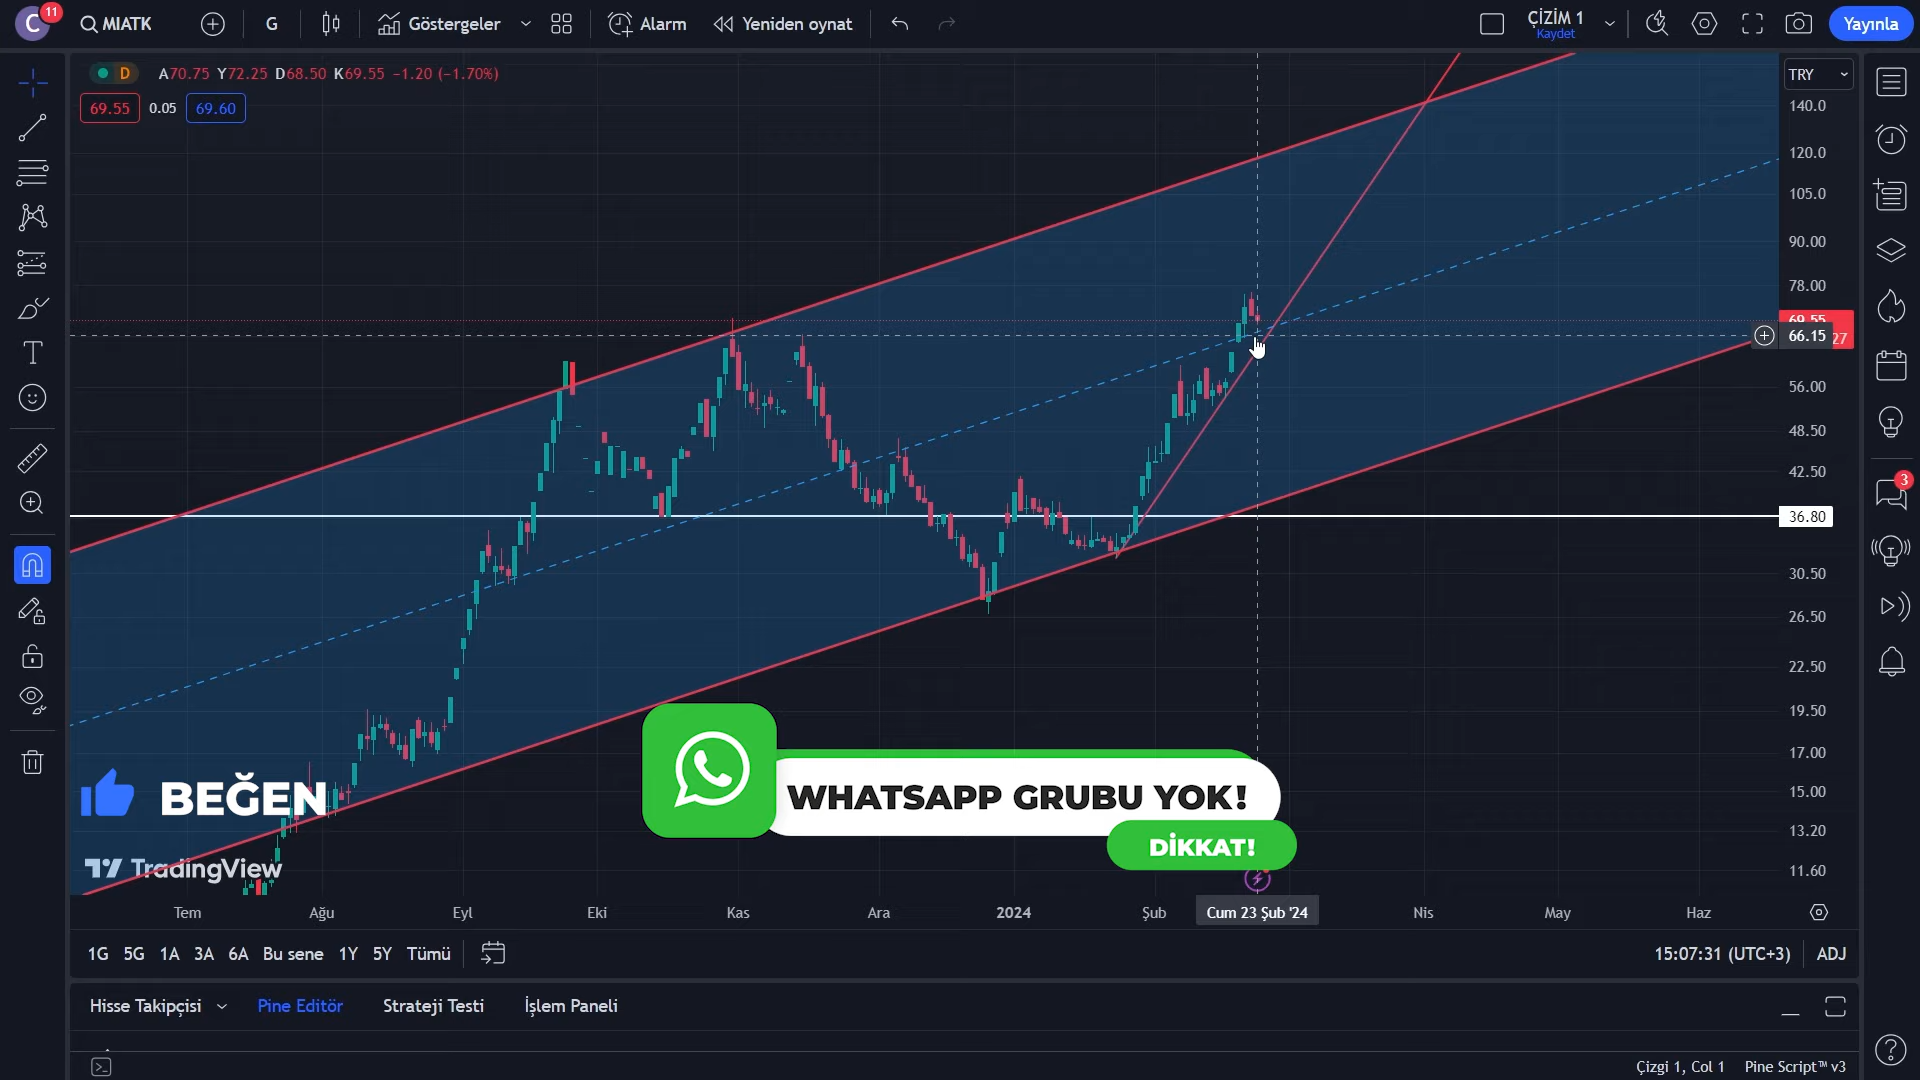 C
11
MIATK
G
Göstergeler
Alarm
Yeniden oynat
ÇİZİM 1
Kaydet
Yayınla
D
A70.75 Y72.25 D68.50 K69.55 -1.20 (-1.70%)
69.55
0.05
69.60
TRY
140.0
120.0
105.0
90.00
78.00
69.55
66.15
27
56.00
48.50
42.50
36.80
30.50
26.50
22.50
19.50
17.00
15.00
13.20
11.60
3
BEĞEN
WHATSAPP GRUBU YOK!
DİKKAT!
TradingView
Tem
Ağu
Eyl
Eki
Kas
Ara
2024
Şub
Cum 23 Şub '24
Nis
May
Haz
1G
5G
1A
3A
6A
Bu sene
1Y
5Y
Tümü
15:07:31 (UTC+3)
ADJ
Hisse Takipçisi
Pine Editör
Strateji Testi
İşlem Paneli
Çizgi 1, Col 1
Pine Script™ v3